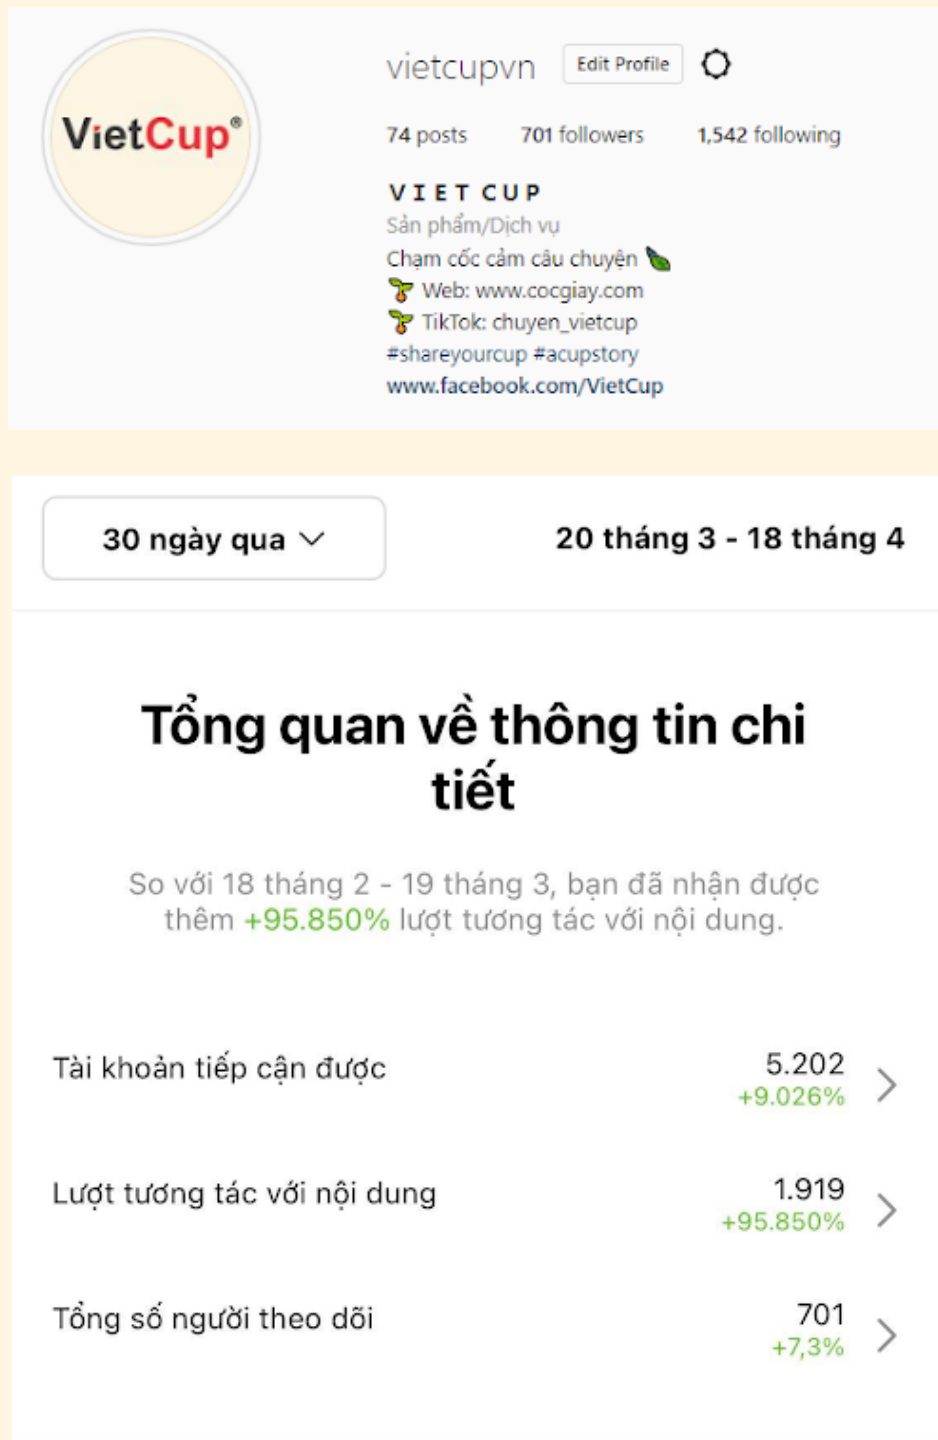 VietCup®
vietcupvn Edit Profile
74 posts 701 followers 1,542 following
VIET CUP
Sản phẩm/Dịch vụ
Chạm cốc cảm câu chuyện
Web: www.cocgiay.com
TikTok: chuyen_vietcup
#shareyourcup #acupstory
www.facebook.com/VietCup
30 ngày qua 20 tháng 3 - 18 tháng 4
Tổng quan về thông tin chi
tiết
So với 18 tháng 2 - 19 tháng 3, bạn đã nhận được
thêm +95.850% lượt tương tác với nội dung.
Tài khoản tiếp cận được 5.202
+9.026%
Lượt tương tác với nội dung 1.919
+95.850%
Tổng số người theo dõi 701
+7,3%